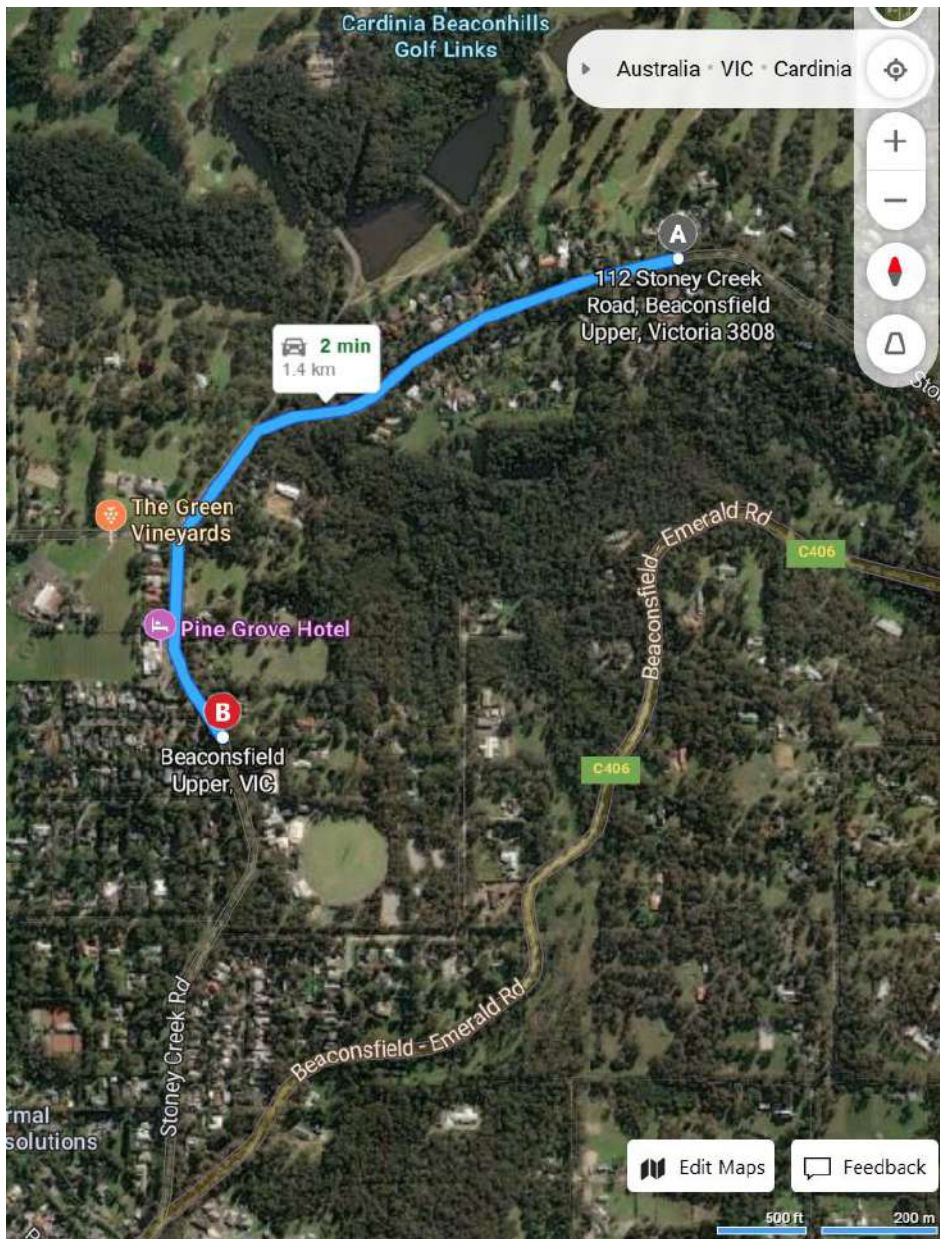 Cardinia Beaconhills
Golf Links
Australia • VIC • Cardinia
A
112 Stoney Creek
Road, Beaconsfield
Upper, Victoria 3808
2 min
1.4 km
The Green
Vineyards
Beaconsfield - Emerald Rd
C406
Pine Grove Hotel
B
Beaconsfield
Upper, VIC
C406
Stoney Creek Rd
Beaconsfield - Emerald Rd
solutions
Edit Maps
Feedback
500 ft
200 m